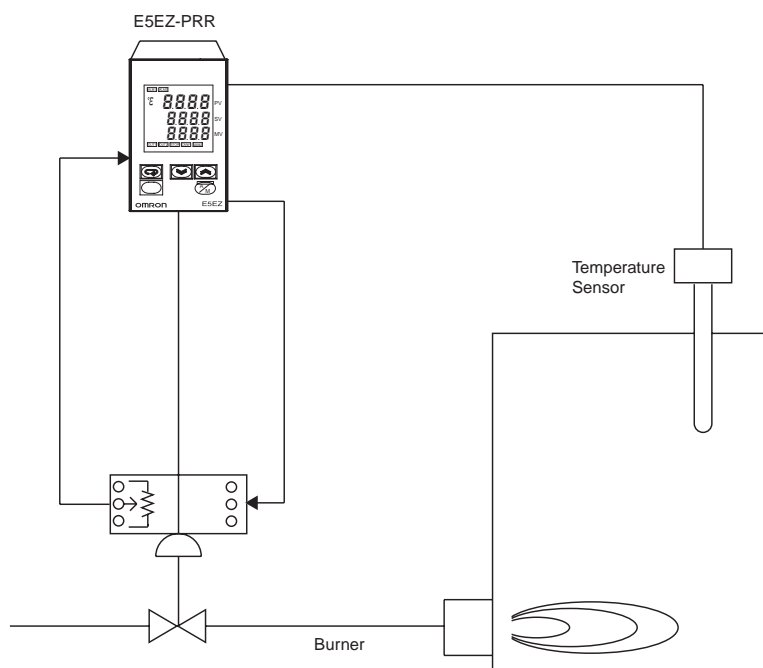 E5EZ-PRR
PV
SV
MV
OMRON
E5EZ
A
M
Temperature
Sensor
Burner